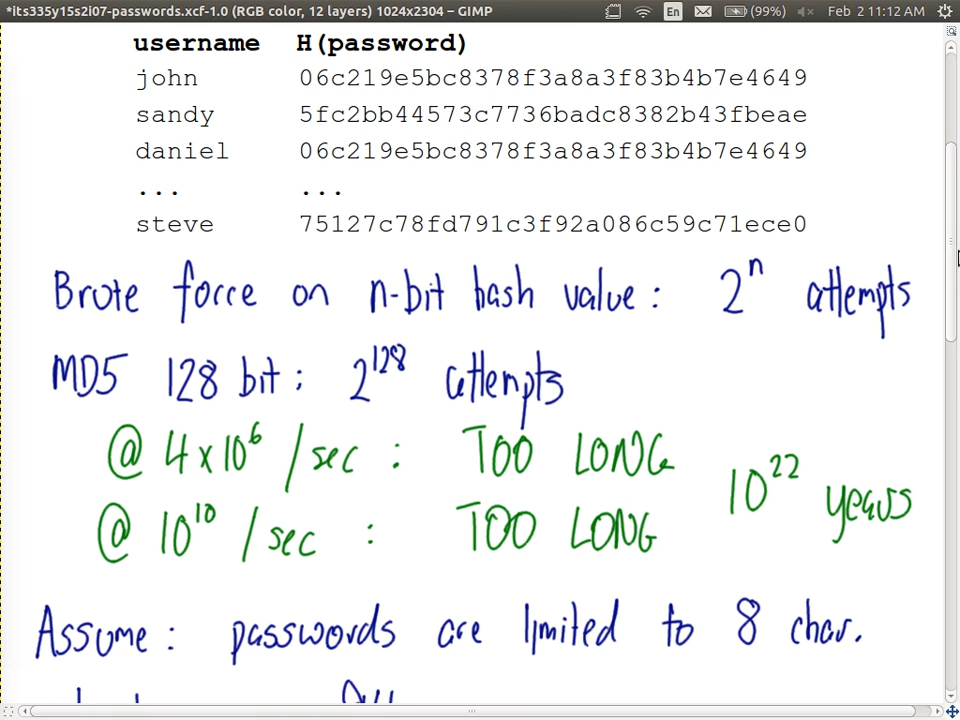 *its335y15s2i07-passwords.xcf-1.0 (RGB color, 12 layers) 1024x2304 – GIMP En (99%) Feb 2 11:12 AM
username H(password)
john 06c219e5bc8378f3a8a3f83b4b7e4649
sandy 5fc2bb44573c7736badc8382b43fbeae
daniel 06c219e5bc8378f3a8a3f83b4b7e4649
... ...
steve 75127c78fd791c3f92a086c59c71ece0
Brute force on n-bit hash value : 2^n attempts
MD5 128 bit : 2^128 attempts
@ 4x10^6 /sec : TOO LONG
10^22 years
@ 10^10 /sec : TOO LONG
Assume : passwords are limited to 8 char.